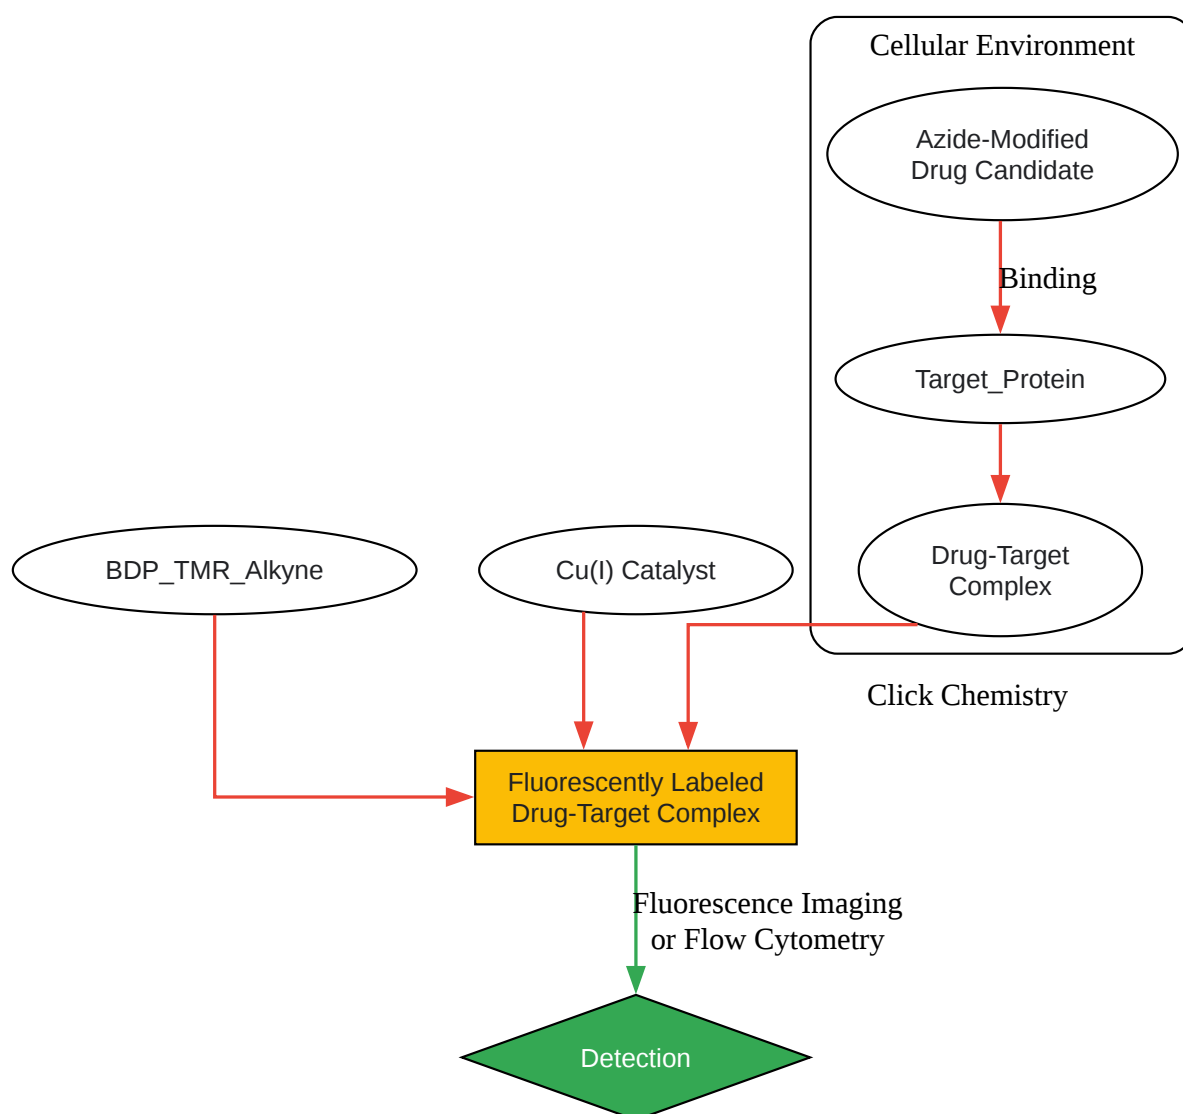 Cellular Environment
Azide-Modified
Drug Candidate
Binding
Target_Protein
BDP_TMR_Alkyne
Cu(I) Catalyst
Drug-Target
Complex
Click Chemistry
Fluorescently Labeled
Drug-Target Complex
Fluorescence Imaging
or Flow Cytometry
Detection